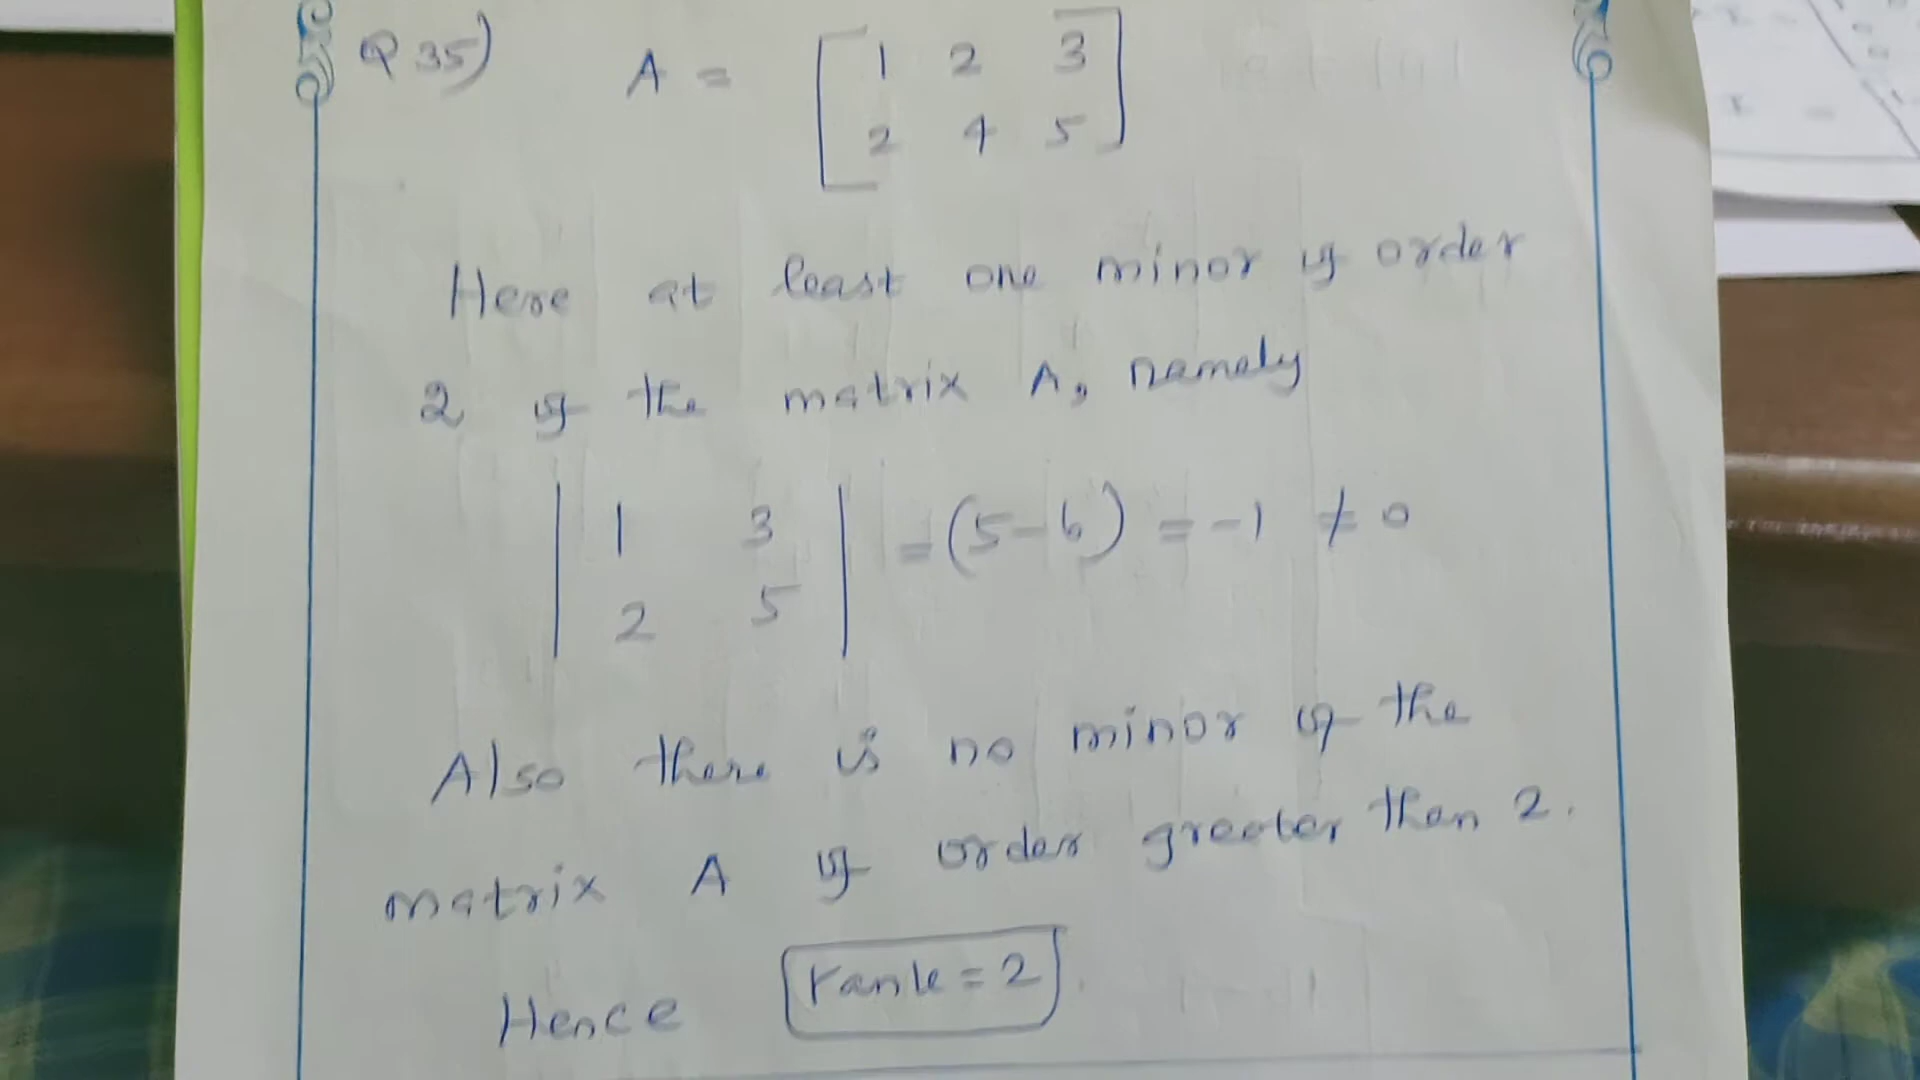 Q 35) A = [ 1 2 3
2 4 5 ]
Here at least one minor of order
2 of the matrix A, namely
| 1 3 | = (5-6) = -1 ≠ 0
| 2 5 |
Also there is no minor of the
matrix A of order greater than 2.
Hence rank = 2.